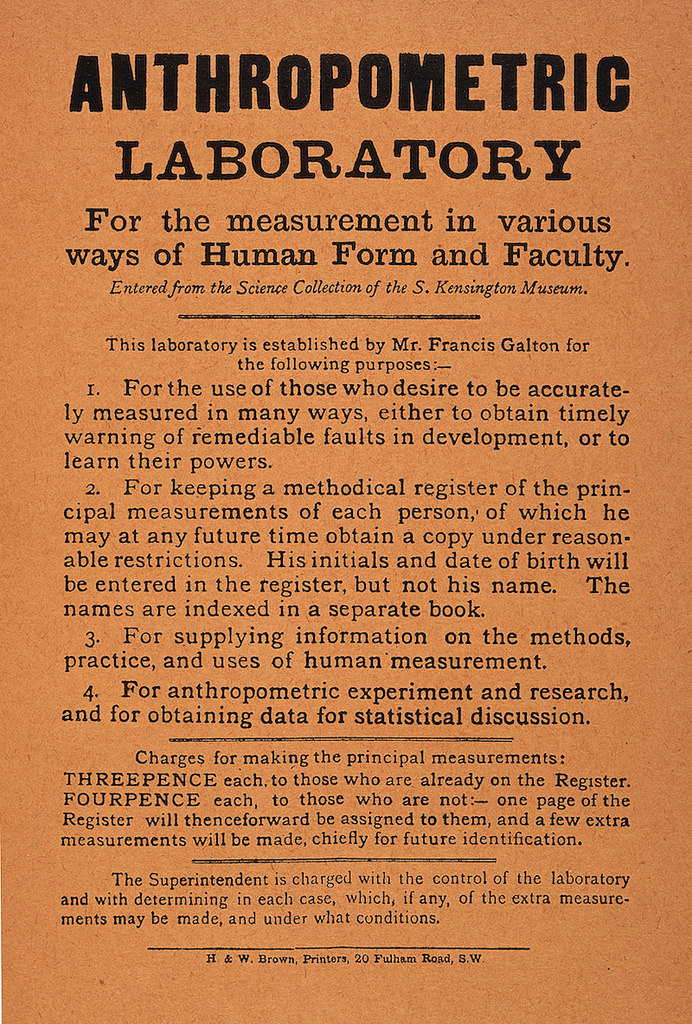 ANTHROPOMETRIC
LABORATORY
For the measurement in various
ways of Human Form and Faculty.
Entered from the Science Collection of the S. Kensington Museum.
This laboratory is established by Mr. Francis Galton for
the following purposes:—
1. For the use of those who desire to be accurate-
ly measured in many ways, either to obtain timely
warning of remediable faults in development, or to
learn their powers.
2. For keeping a methodical register of the prin-
cipal measurements of each person, of which he
may at any future time obtain a copy under reason-
able restrictions. His initials and date of birth will
be entered in the register, but not his name. The
names are indexed in a separate book.
3. For supplying information on the methods,
practice, and uses of human measurement.
4. For anthropometric experiment and research,
and for obtaining data for statistical discussion.
Charges for making the principal measurements:
THREEPENCE each, to those who are already on the Register.
FOURPENCE each, to those who are not:— one page of the
Register will thenceforward be assigned to them, and a few extra
measurements will be made, chiefly for future identification.
The Superintendent is charged with the control of the laboratory
and with determining in each case, which, if any, of the extra measure-
ments may be made, and under what conditions.
H. & W. Brown, Printers, 20 Fulham Road, S.W.